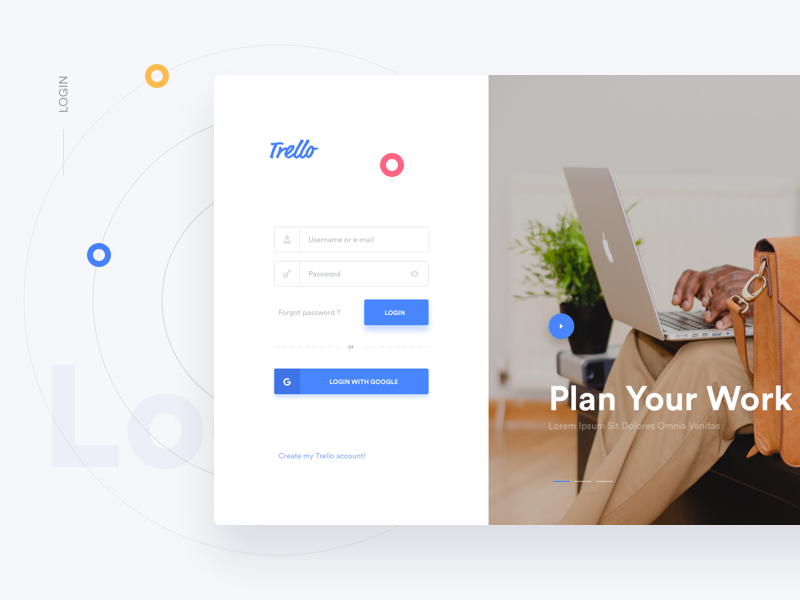 LOGIN
Trello
Username or e-mail
Password
Forgot password ?
LOGIN
or
G
LOGIN WITH GOOGLE
Create my Trello account!
Lo
Plan Your Work
Lorem Ipsum Sit Dolores Omnia Vanitas